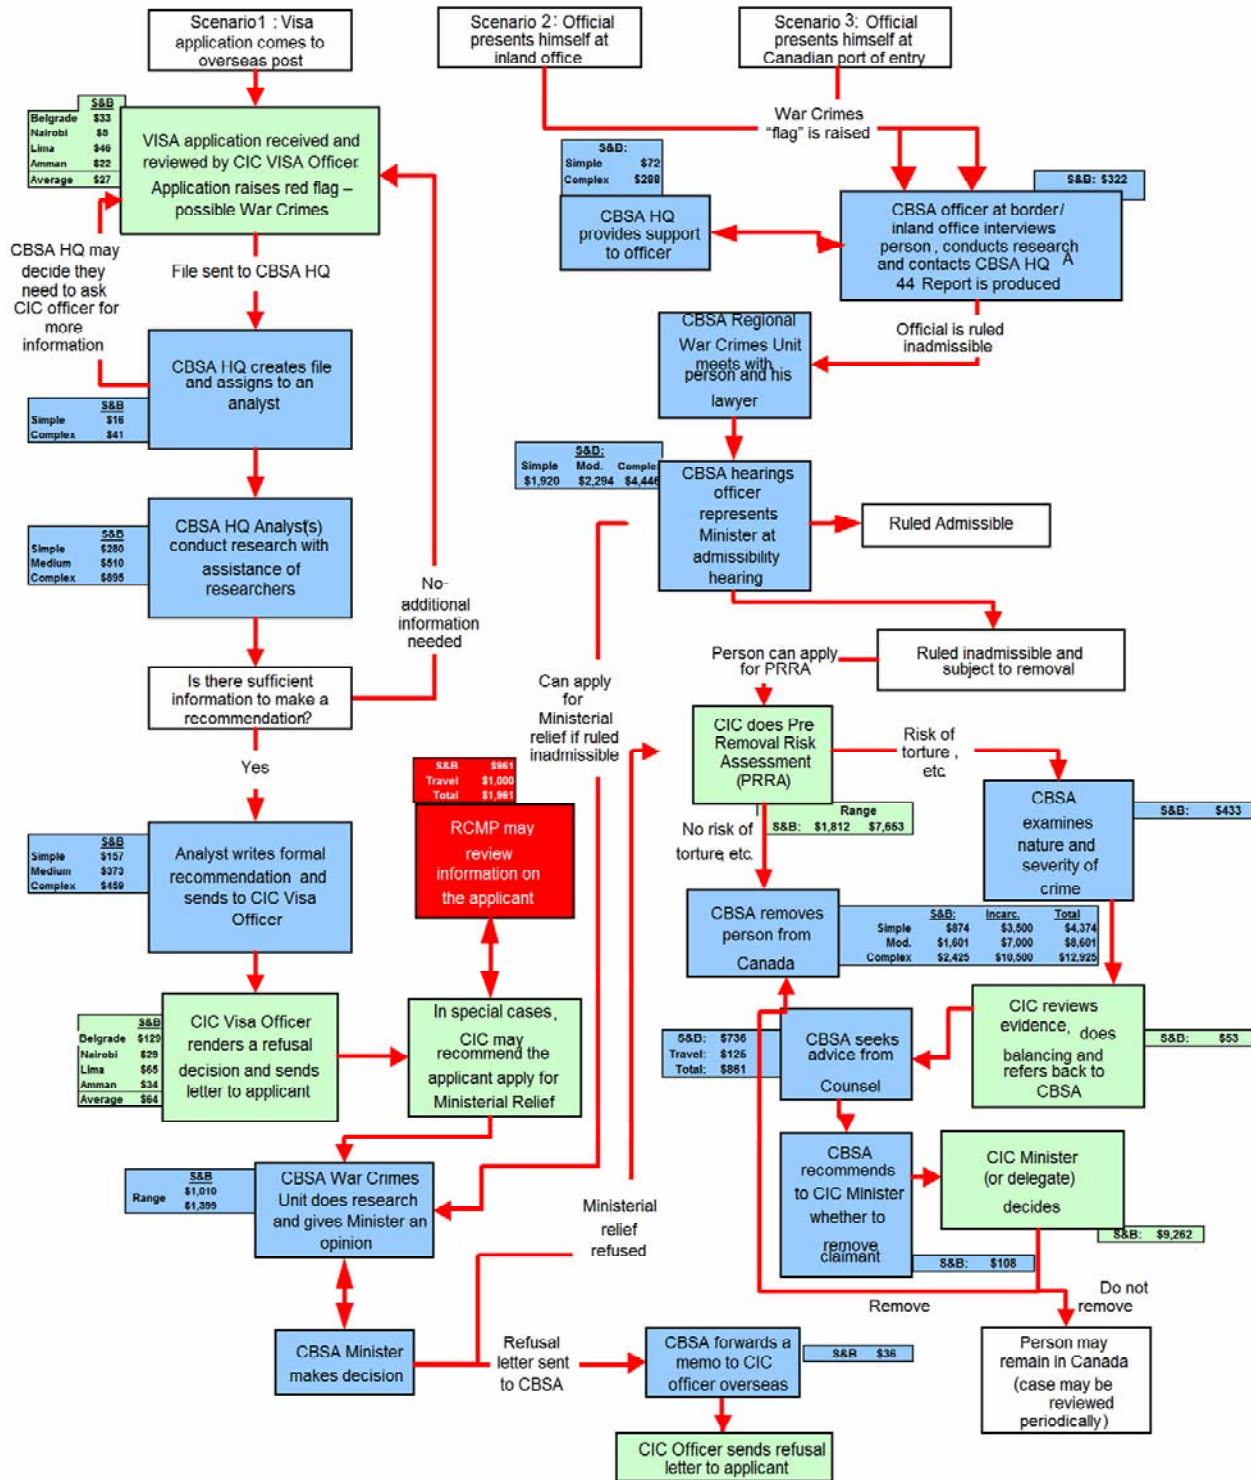 Scenario 1 : Visa
application comes to
overseas post
Scenario 2: Official
presents himself at
inland office
Scenario 3: Official
presents himself at
Canadian port of entry
War Crimes
“flag” is raised
S&B
Belgrade $33
Nairobi $8
Lima $46
Amman $22
Average $27
VISA application received and
reviewed by CIC VISA Officer.
Application raises red flag –
possible War Crimes
S&B:
Simple $72
Complex $288
CBSA HQ
provides support
to officer
S&B: $322
CBSA officer at border/
inland office interviews
person , conducts research
and contacts CBSA HQ A
44 Report is produced
CBSA HQ may
decide they
need to ask
CIC officer for
more
information
File sent to CBSA HQ
CBSA HQ creates file
and assigns to an
analyst
S&B
Simple $16
Complex $41
CBSA Regional
War Crimes Unit
meets with
person and his
lawyer
Official is ruled
inadmissible
S&B:
Simple Mod. Complex
$1,920 $2,294 $4,446
CBSA hearings
officer
represents
Minister at
admissibility
hearing
Ruled Admissible
S&B
Simple $280
Medium $510
Complex $895
CBSA HQ Analyst(s)
conduct research with
assistance of
researchers
No-
additional
information
needed
Is there sufficient
information to make a
recommendation?
Yes
Can apply
for
Ministerial
relief if ruled
inadmissible
Person can apply
for PRRA
Ruled inadmissible and
subject to removal
CIC does Pre
Removal Risk
Assessment
(PRRA)
Risk of
torture ,
etc.
Range
S&B: $1,812 $7,653
No risk of
torture, etc.
CBSA
examines
nature and
severity of
crime
S&B: $433
S&B $961
Travel $1,000
Total $1,961
RCMP may
review
information on
the applicant
S&B
Simple $157
Medium $373
Complex $459
Analyst writes formal
recommendation and
sends to CIC Visa
Officer
CBSA removes
person from
Canada
S&B: Incarc. Total
Simple $874 $3,500 $4,374
Mod. $1,601 $7,000 $8,601
Complex $2,425 $10,500 $12,925
S&B
Belgrade $129
Nairobi $29
Lima $65
Amman $34
Average $64
CIC Visa Officer
renders a refusal
decision and sends
letter to applicant
In special cases,
CIC may
recommend the
applicant apply for
Ministerial Relief
S&B: $736
Travel: $125
Total: $861
CBSA seeks
advice from
Counsel
CIC reviews
evidence, does
balancing and
refers back to
CBSA
S&B: $53
S&B
$1,010
Range
$1,399
CBSA War Crimes
Unit does research
and gives Minister an
opinion
Ministerial
relief
refused
CBSA
recommends
to CIC Minister
whether to
remove
claimant
S&B: $108
CIC Minister
(or delegate)
decides
S&B: $9,262
Remove
Do not
remove
CBSA Minister
makes decision
Refusal
letter sent
to CBSA
CBSA forwards a
memo to CIC
officer overseas
S&B $36
Person may
remain in Canada
(case may be
reviewed
periodically)
CIC Officer sends refusal
letter to applicant